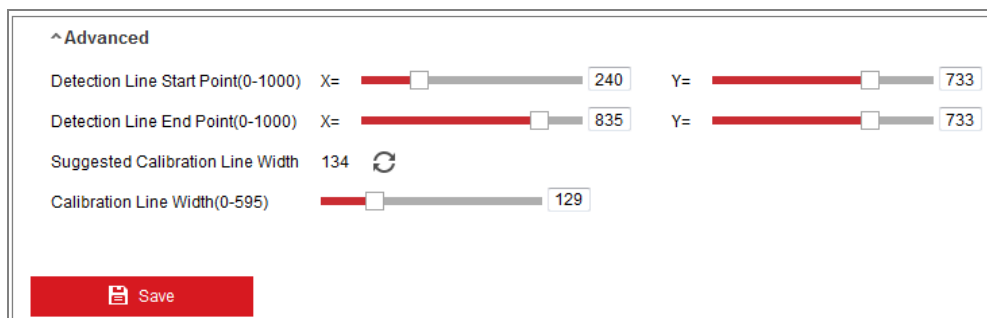 ^Advanced
Detection Line Start Point(0-1000) X= 240 Y= 733
Detection Line End Point(0-1000) X= 835 Y= 733
Suggested Calibration Line Width 134
Calibration Line Width(0-595) 129
Save